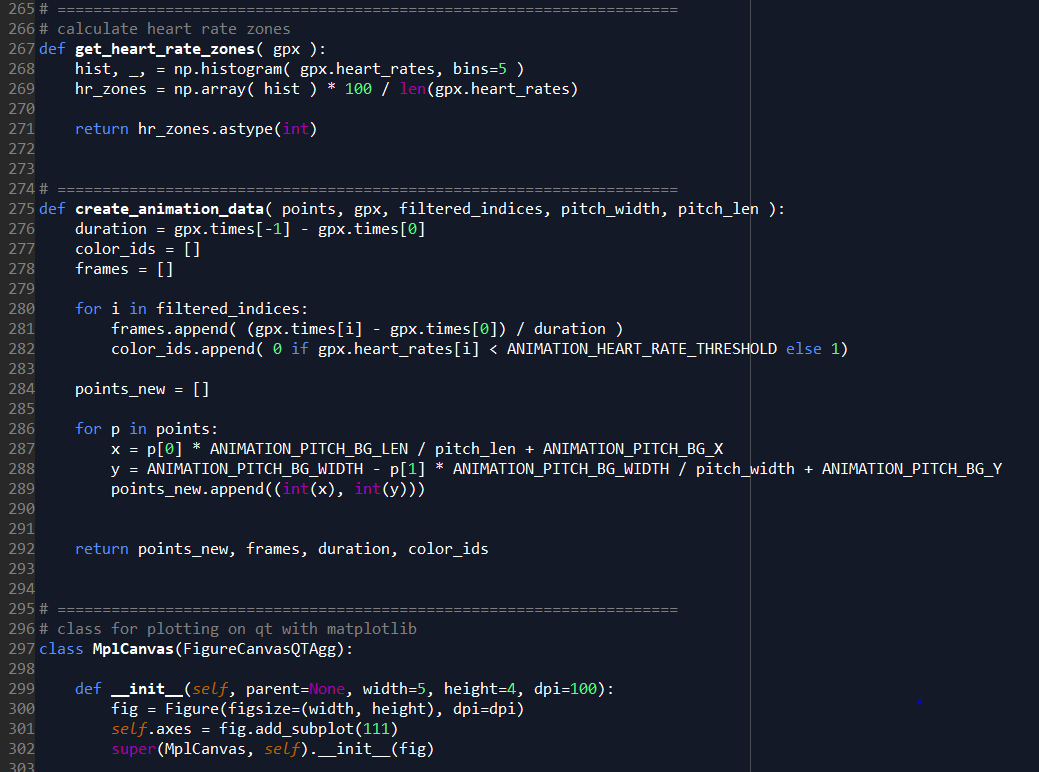 265 # =====================================================================
266 # calculate heart rate zones
267 def get_heart_rate_zones( gpx ):
268     hist, _, = np.histogram( gpx.heart_rates, bins=5 )
269     hr_zones = np.array( hist ) * 100 / len(gpx.heart_rates)
270
271     return hr_zones.astype(int)
272
273
274 # =====================================================================
275 def create_animation_data( points, gpx, filtered_indices, pitch_width, pitch_len ):
276     duration = gpx.times[-1] - gpx.times[0]
277     color_ids = []
278     frames = []
279
280     for i in filtered_indices:
281         frames.append( (gpx.times[i] - gpx.times[0]) / duration )
282         color_ids.append( 0 if gpx.heart_rates[i] < ANIMATION_HEART_RATE_THRESHOLD else 1)
283
284     points_new = []
285
286     for p in points:
287         x = p[0] * ANIMATION_PITCH_BG_LEN / pitch_len + ANIMATION_PITCH_BG_X
288         y = ANIMATION_PITCH_BG_WIDTH - p[1] * ANIMATION_PITCH_BG_WIDTH / pitch_width + ANIMATION_PITCH_BG_Y
289         points_new.append((int(x), int(y)))
290
291
292     return points_new, frames, duration, color_ids
293
294
295 # =====================================================================
296 # class for plotting on qt with matplotlib
297 class MplCanvas(FigureCanvasQTAgg):
298
299     def __init__(self, parent=None, width=5, height=4, dpi=100):
300         fig = Figure(figsize=(width, height), dpi=dpi)
301         self.axes = fig.add_subplot(111)
302         super(MplCanvas, self).__init__(fig)
303